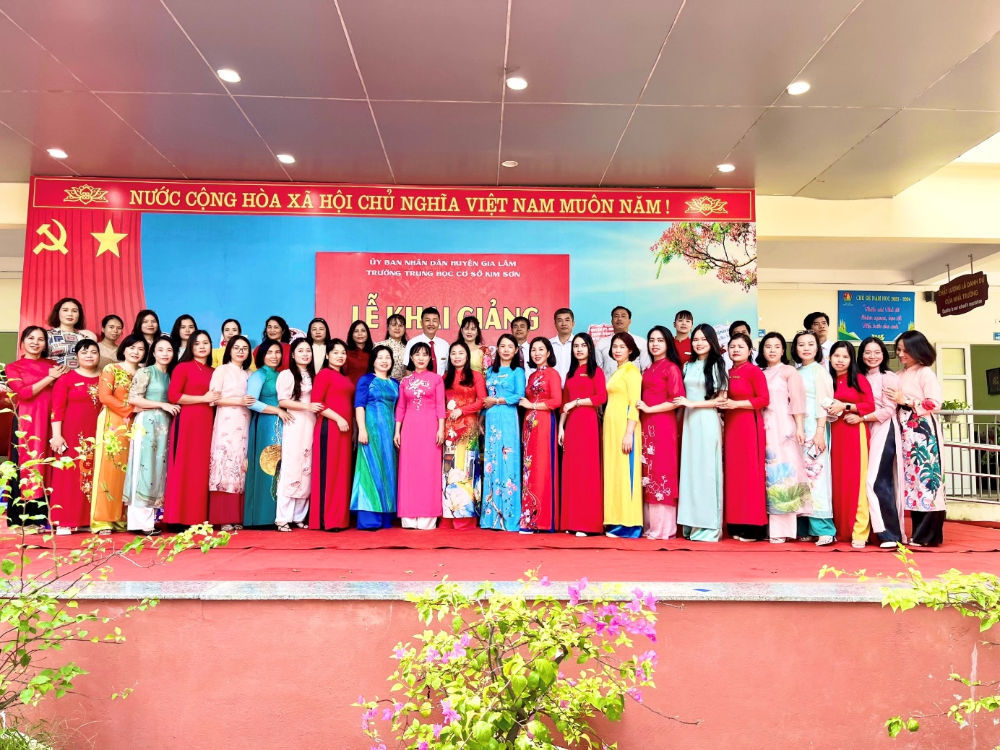 NƯỚC CỘNG HÒA XÃ HỘI CHỦ NGHĨA VIỆT NAM MUÔN NĂM !
ỦY BAN NHÂN DÂN HUYỆN GIA LÂM
TRƯỜNG TRUNG HỌC CƠ SỞ KIM SƠN
LỄ KHAI GIẢNG
CHỦ ĐỀ NĂM HỌC 2023 - 2024
CHẤT LƯỢNG LÀ DANH DỰ
CỦA NHÀ TRƯỜNG
Quality is our school's reputation